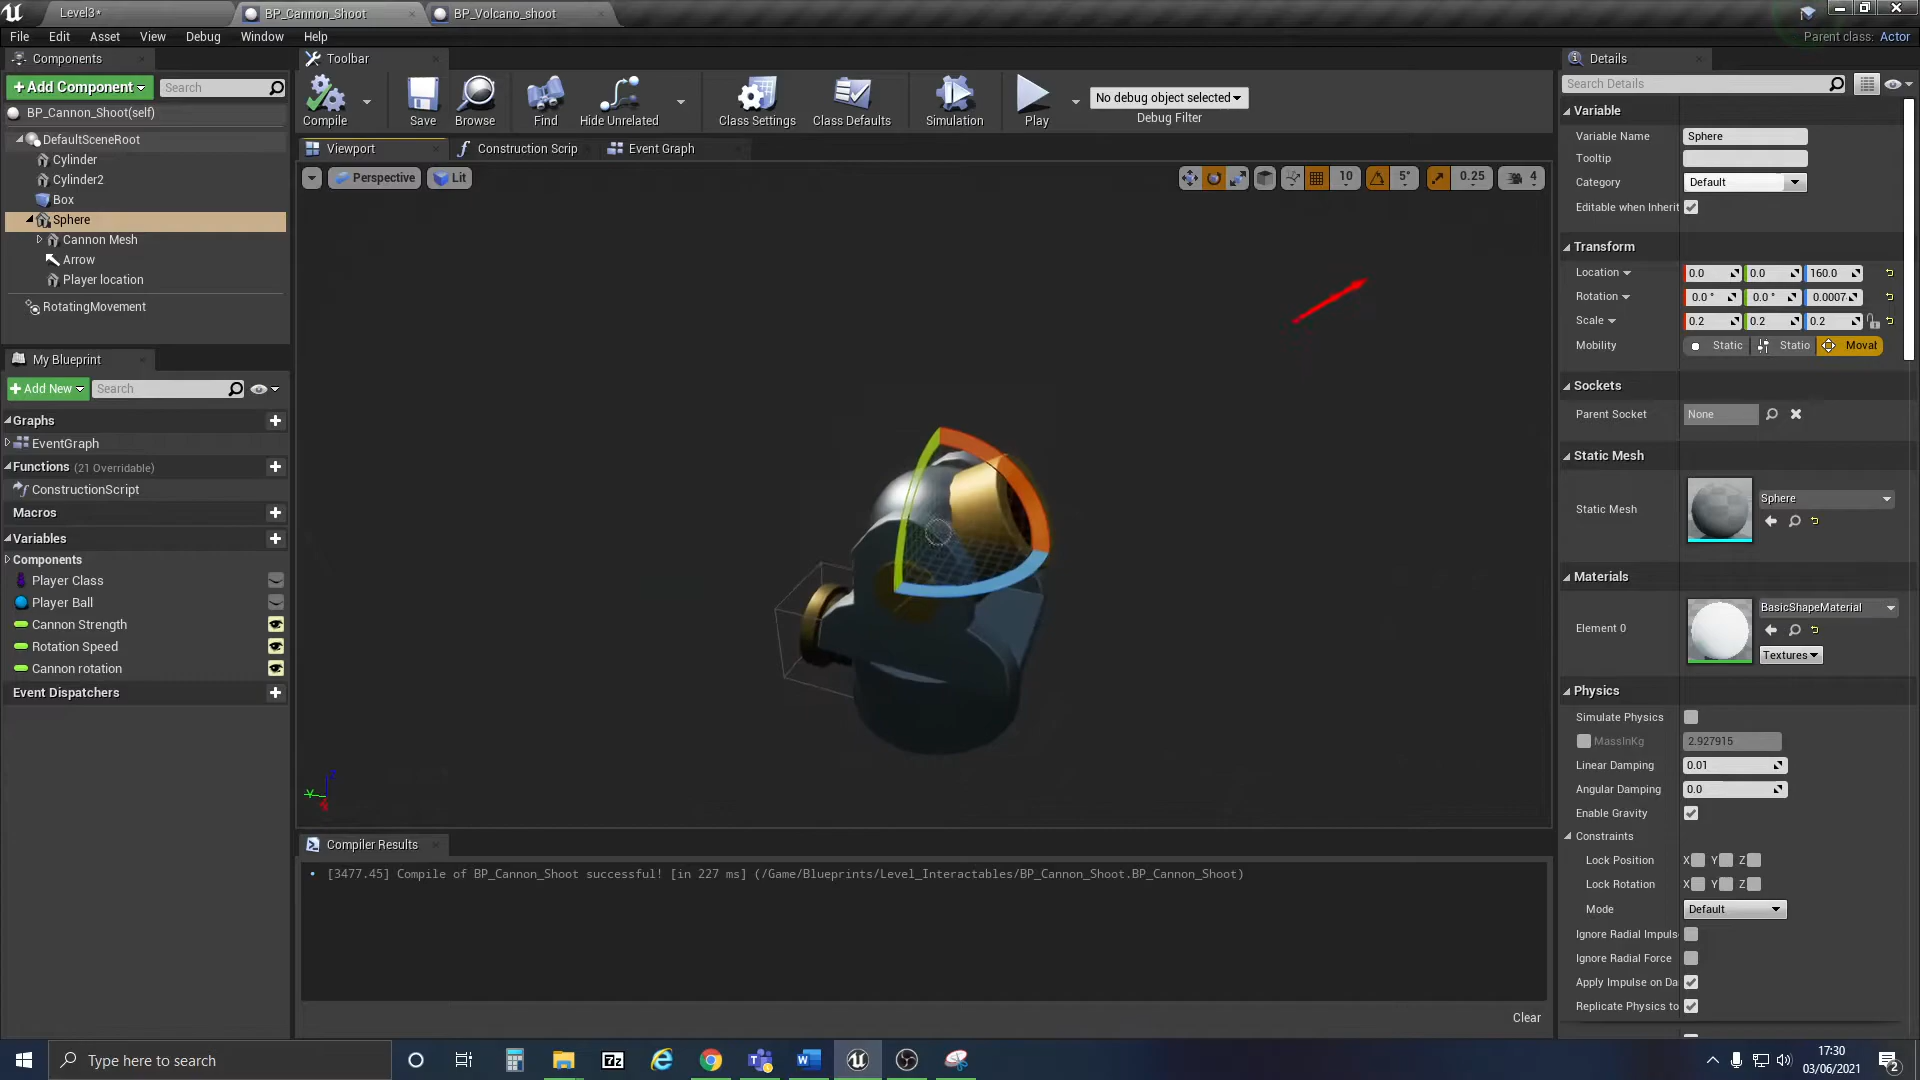 Level3*
BP_Cannon_Shoot
BP_Volcano_shoot
File Edit Asset View Debug Window Help
Parent class: Actor
Components
+Add Component
Search
BP_Cannon_Shoot(self)
DefaultSceneRoot
Cylinder
Cylinder2
Box
Sphere
Cannon Mesh
Arrow
Player location
RotatingMovement
My Blueprint
+Add New
Search
Graphs
EventGraph
Functions (21 Overridable)
ConstructionScript
Macros
Variables
Components
Player Class
Player Ball
Cannon Strength
Rotation Speed
Cannon rotation
Event Dispatchers
Toolbar
Compile
Save
Browse
Find
Hide Unrelated
Class Settings
Class Defaults
Simulation
Play
No debug object selected
Debug Filter
Viewport
Construction Scrip
Event Graph
Perspective
Lit
10
5°
0.25
4
Z
Y
Compiler Results
[3477.45] Compile of BP_Cannon_Shoot successful! [in 227 ms] (/Game/Blueprints/Level_Interactables/BP_Cannon_Shoot.BP_Cannon_Shoot)
Clear
Details
Search Details
Variable
Variable Name Sphere
Tooltip
Category Default
Editable when Inherit
Transform
Location 0.0 0.0 160.0
Rotation 0.0 ° 0.0 ° 0.0007
Scale 0.2 0.2 0.2
Mobility Static Statio Movat
Sockets
Parent Socket None
Static Mesh
Static Mesh Sphere
Materials
Element 0 BasicShapeMaterial
Textures
Physics
Simulate Physics
MassInKg 2.927915
Linear Damping 0.01
Angular Damping 0.0
Enable Gravity
Constraints
Lock Position X Y Z
Lock Rotation X Y Z
Mode Default
Ignore Radial Impuls
Ignore Radial Force
Apply Impulse on Da
Replicate Physics to
Type here to search
7z
17:30
03/06/2021
2